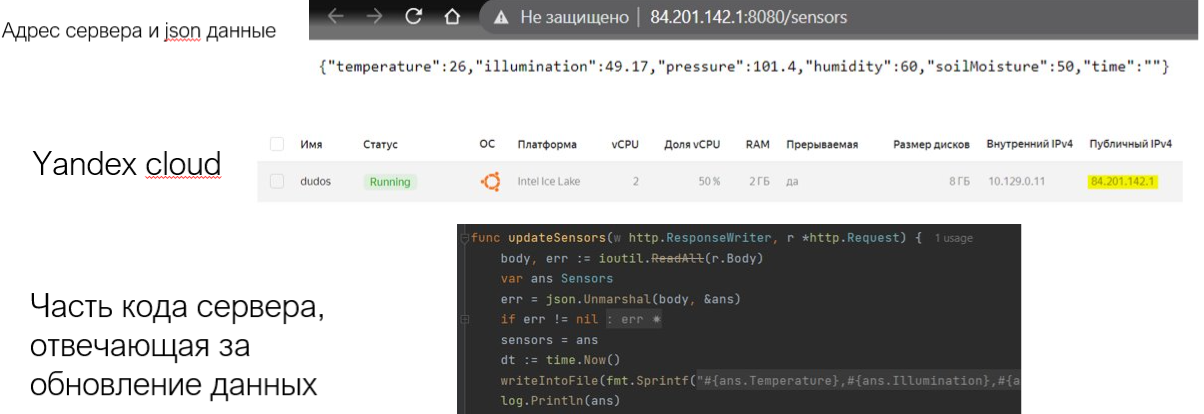 Адрес сервера и json данные
Не защищено | 84.201.142.1:8080/sensors
{"temperature":26,"illumination":49.17,"pressure":101.4,"humidity":60,"soilMoisture":50,"time":""}
Yandex cloud
Имя Статус ОС Платформа vCPU Доля vCPU RAM Прерываемая Размер дисков Внутренний IPv4 Публичный IPv4
dudos Running Intel Ice Lake 2 50 % 2 ГБ да 8 ГБ 10.129.0.11 84.201.142.1
Часть кода сервера,
отвечающая за
обновление данных
func updateSensors(w http.ResponseWriter, r *http.Request) { 1 usage
body, err := ioutil.ReadAll(r.Body)
var ans Sensors
err = json.Unmarshal(body, &ans)
if err != nil : err *
sensors = ans
dt := time.Now()
writeIntoFile(fmt.Sprintf("#{ans.Temperature},#{ans.Illumination},#{a
log.Println(ans)